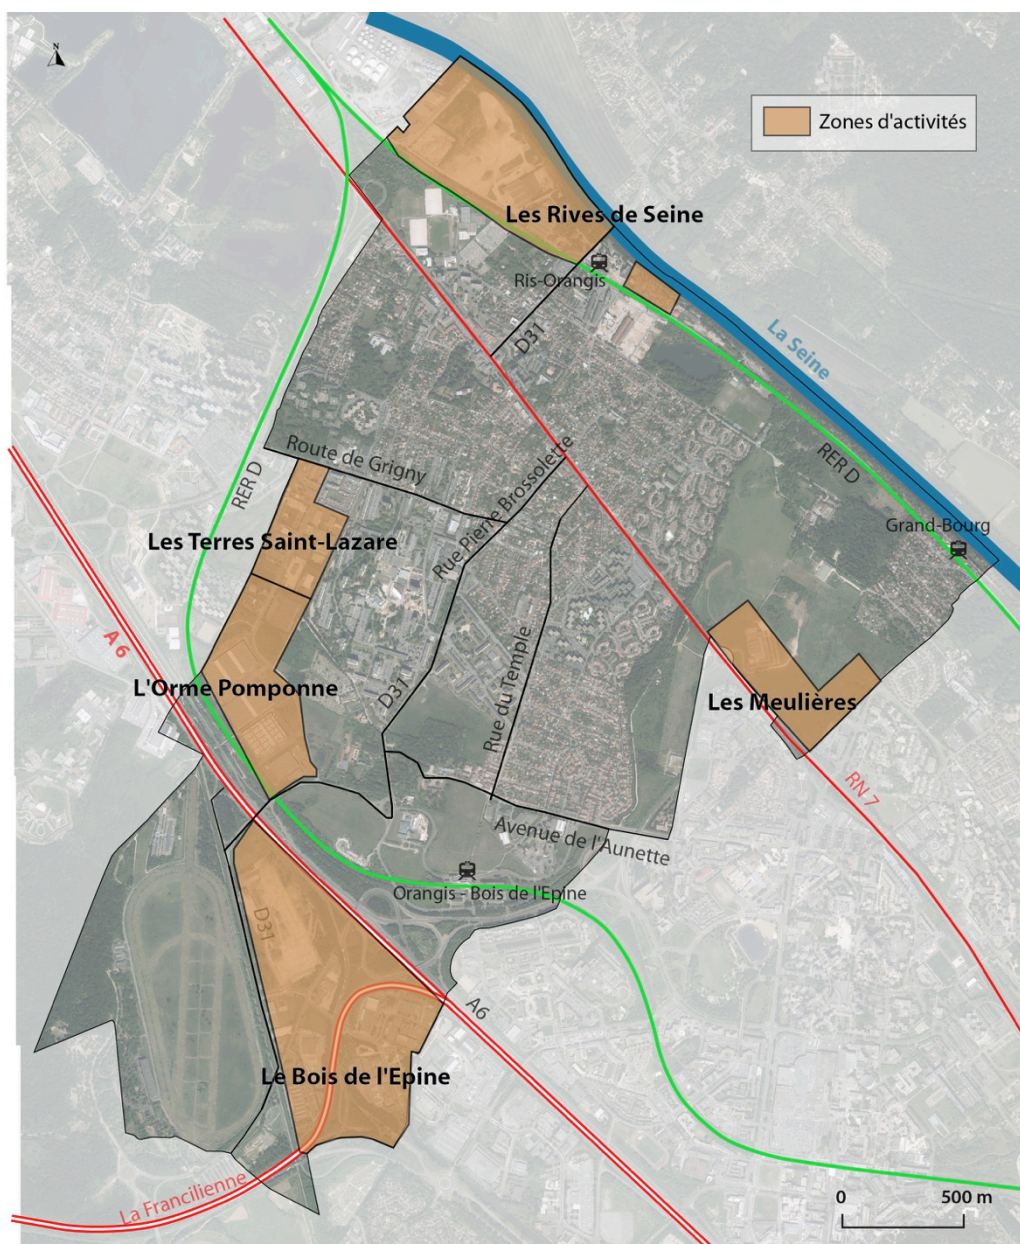 N
Zones d'activités
Les Rives de Seine
Ris-Orangis
La Seine
D31
RER D
Route de Grigny
Rue Pierre Brossolette
RER D
Grand-Bourg
Les Terres Saint-Lazare
A 6
L'Orme Pomponne
D31
Rue du Temple
Les Meulières
RN 7
Avenue de l'Aunette
Orangis - Bois de l'Epine
D31
A6
Le Bois de l'Epine
La Francilienne
0 500 m